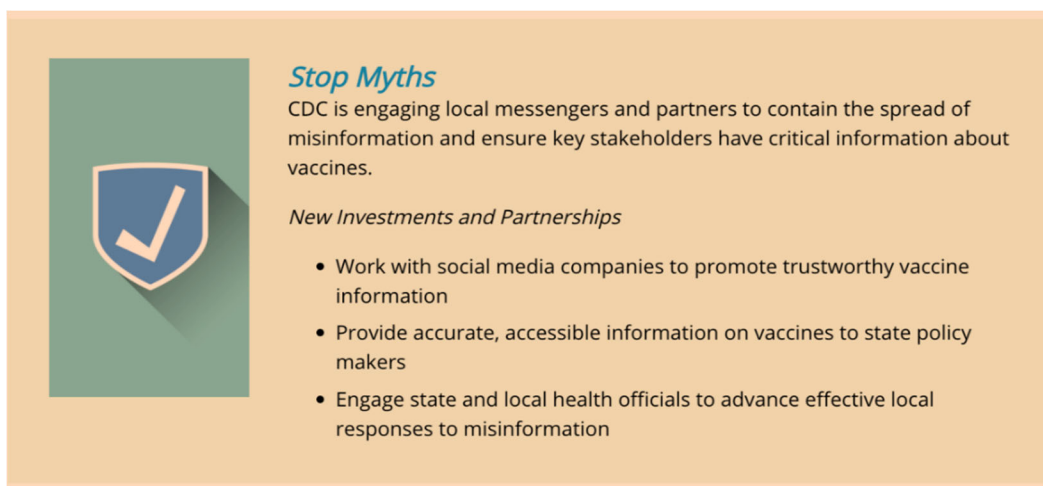 Stop Myths
CDC is engaging local messengers and partners to contain the spread of
misinformation and ensure key stakeholders have critical information about
vaccines.
New Investments and Partnerships
• Work with social media companies to promote trustworthy vaccine
information
• Provide accurate, accessible information on vaccines to state policy
makers
• Engage state and local health officials to advance effective local
responses to misinformation